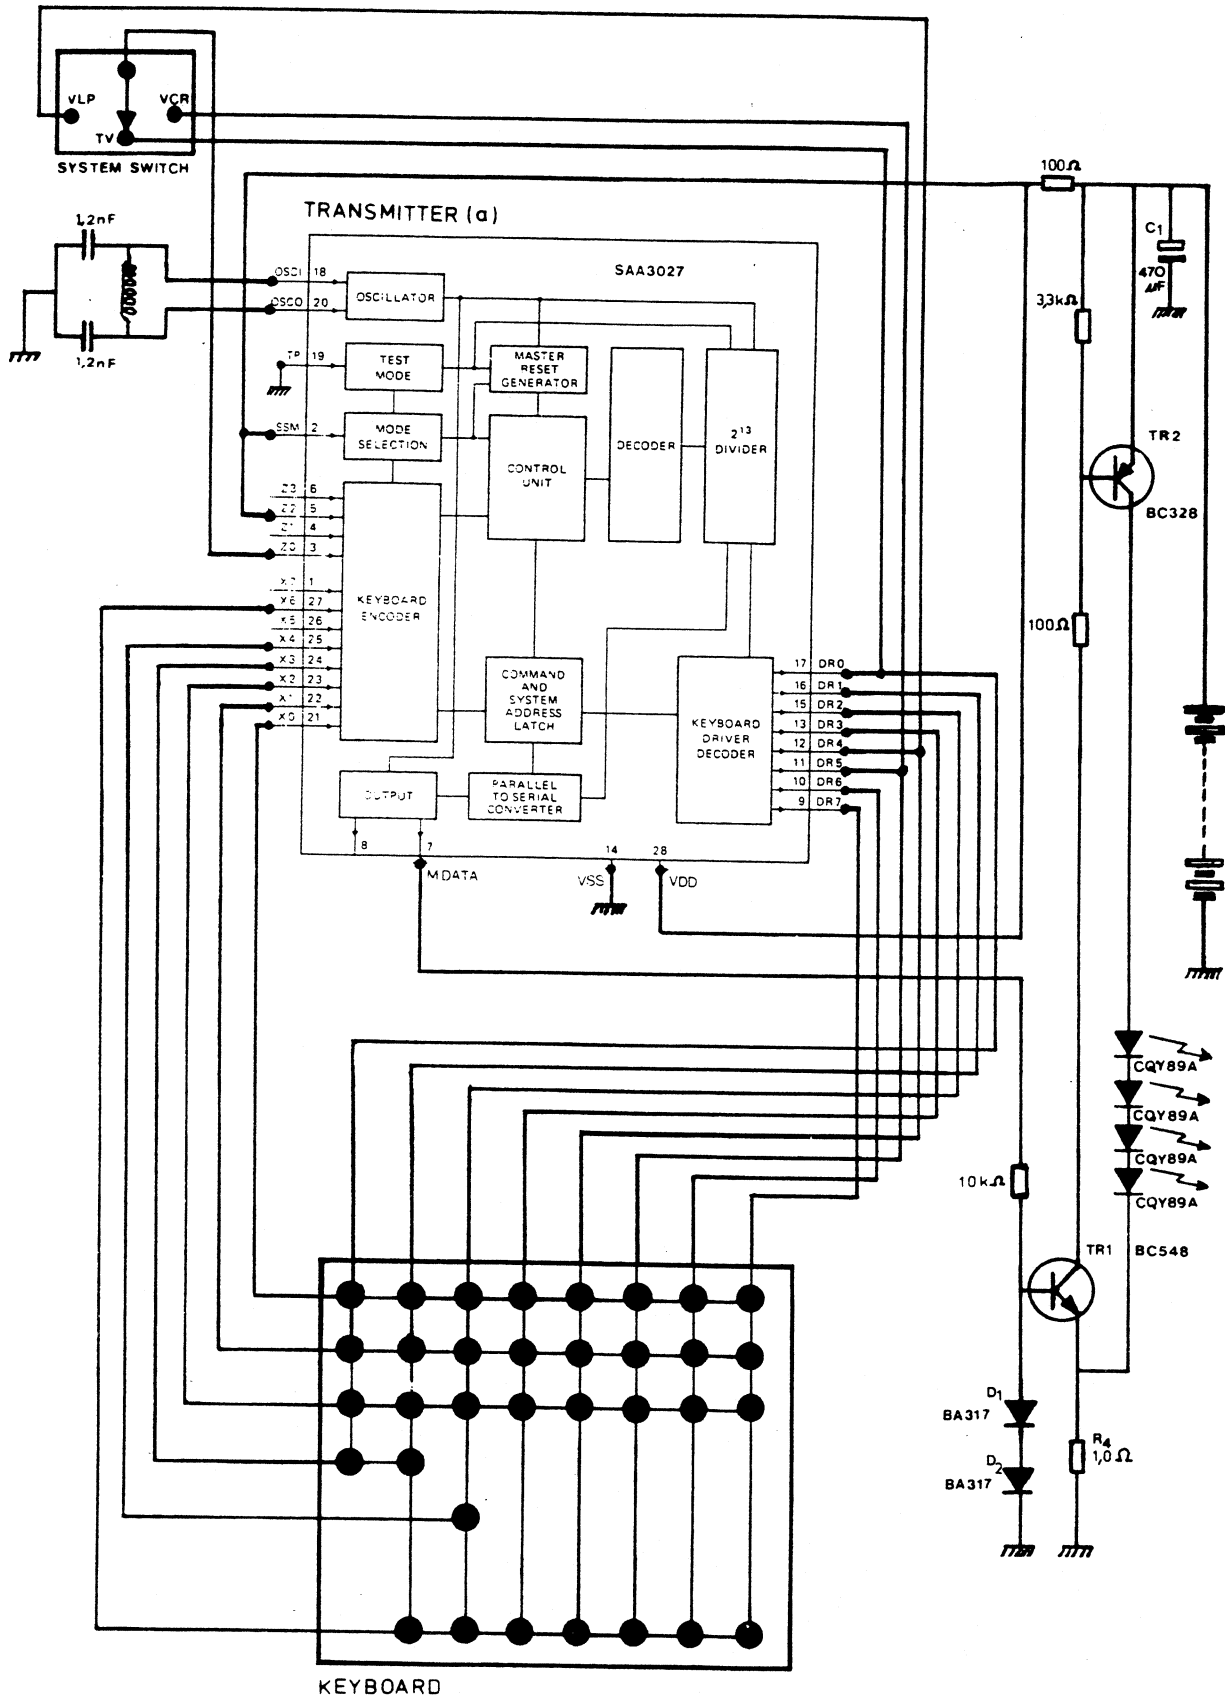 VLP
VCR
TV
SYSTEM SWITCH
100Ω
TRANSMITTER (a)
1,2nF
SAA3027
C1
470
µF
OSCI 18
OSCO 20
OSCILLATOR
3,3kΩ
1,2nF
TP 19
TEST
MODE
MASTER
RESET
GENERATOR
SSM 2
MODE
SELECTION
DECODER
2^13
DIVIDER
TR2
CONTROL
UNIT
Z3 6
Z2 5
Z1 4
Z0 3
BC328
X7 1
X6 27
X5 26
X4 25
X3 24
X2 23
X1 22
X0 21
KEYBOARD
ENCODER
100Ω
COMMAND
AND
SYSTEM
ADDRESS
LATCH
KEYBOARD
DRIVER
DECODER
17 DR0
16 DR1
15 DR2
13 DR3
12 DR4
11 DR5
10 DR6
9 DR7
OUTPUT
PARALLEL
TO SERIAL
CONVERTER
8
7
14
28
MDATA
VSS
VDD
CQY89A
CQY89A
CQY89A
CQY89A
10kΩ
TR1
BC548
D1
BA317
D2
BA317
R4
1,0Ω
KEYBOARD